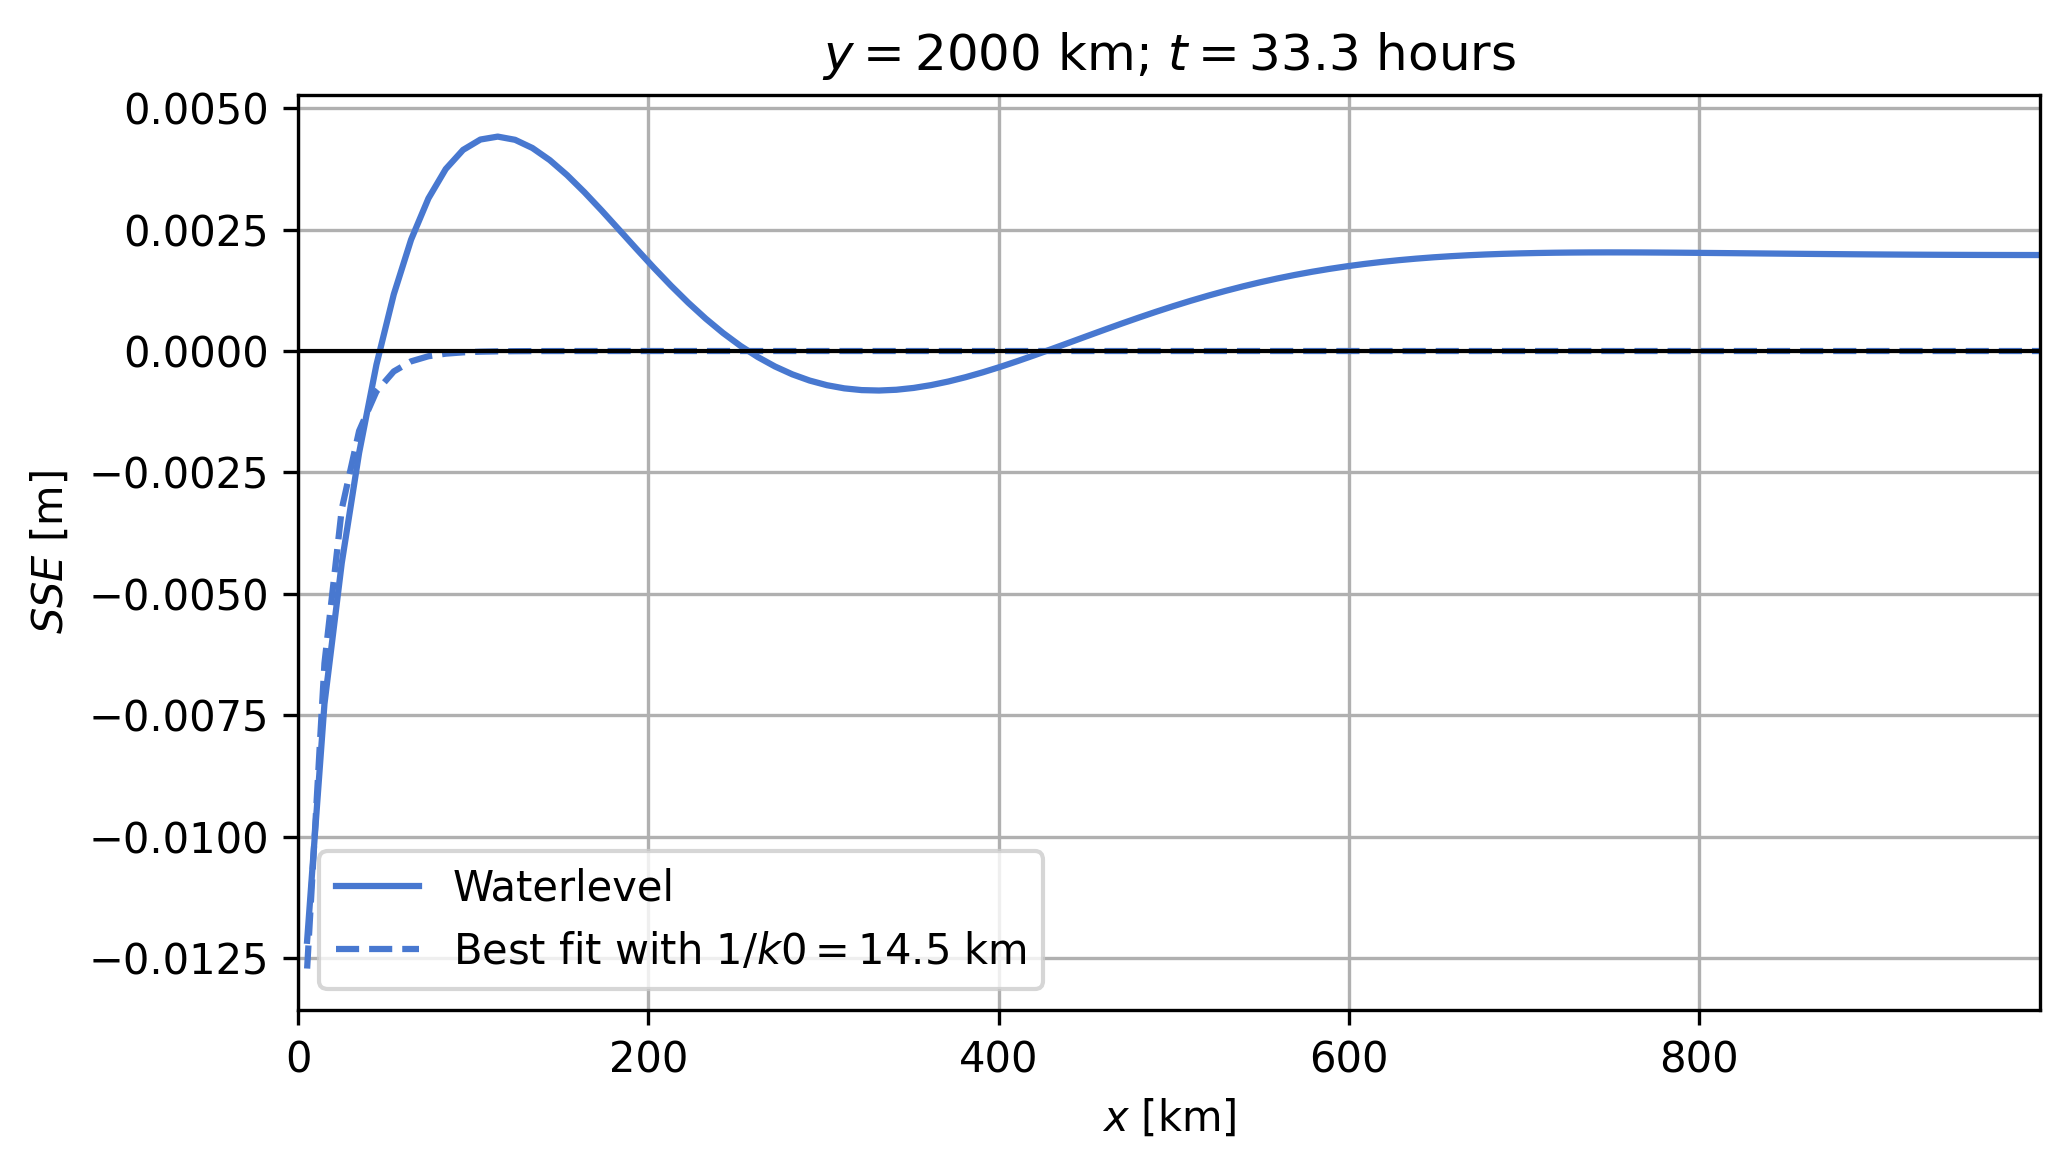 y = 2000 km; t = 33.3 hours
0.0050
0.0025
0.0000
−0.0025
−0.0050
−0.0075
−0.0100
−0.0125
SSE [m]
Waterlevel
Best fit with 1/k0 = 14.5 km
0 200 400 600 800
x [km]